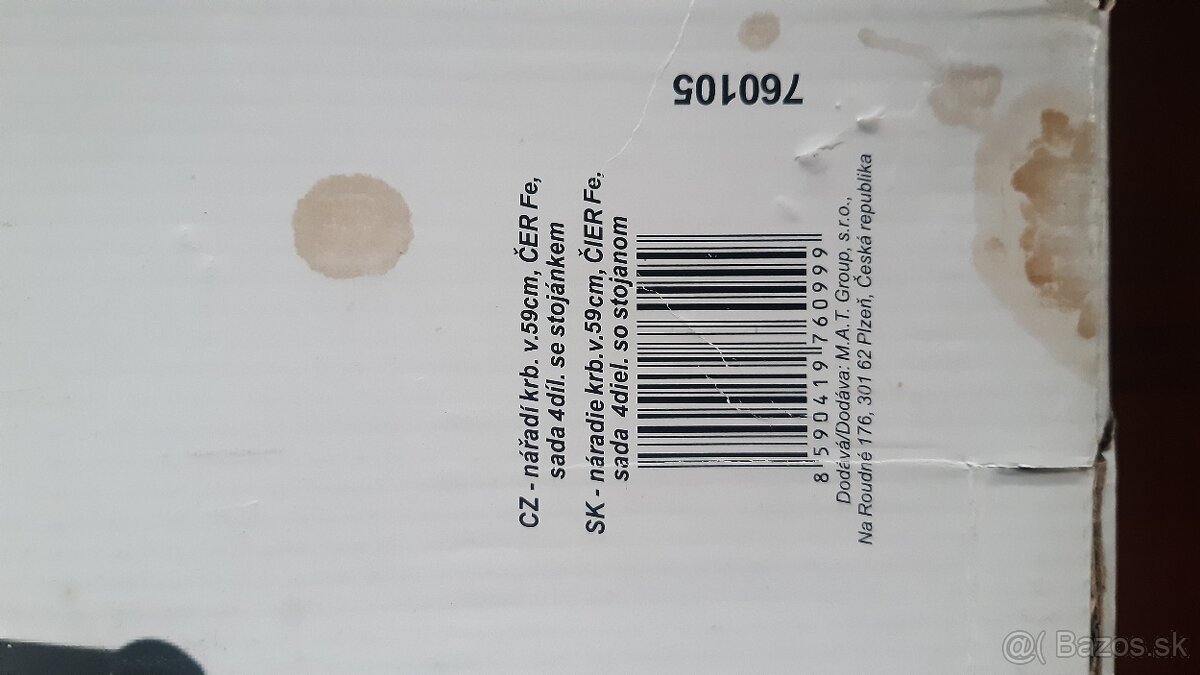 760105
CZ - nářadí krb. v.59cm, ČER Fe,
sada 4díl. se stojánkem
SK - náradie krb.v.59cm, ČIER Fe,
sada 4diel. so stojanom
8 590419 760999
Dodává/Dodáva: M.A.T. Group, s.r.o.,
Na Roudné 176, 301 62 Plzeň, Česká republika
@( Bazos.sk